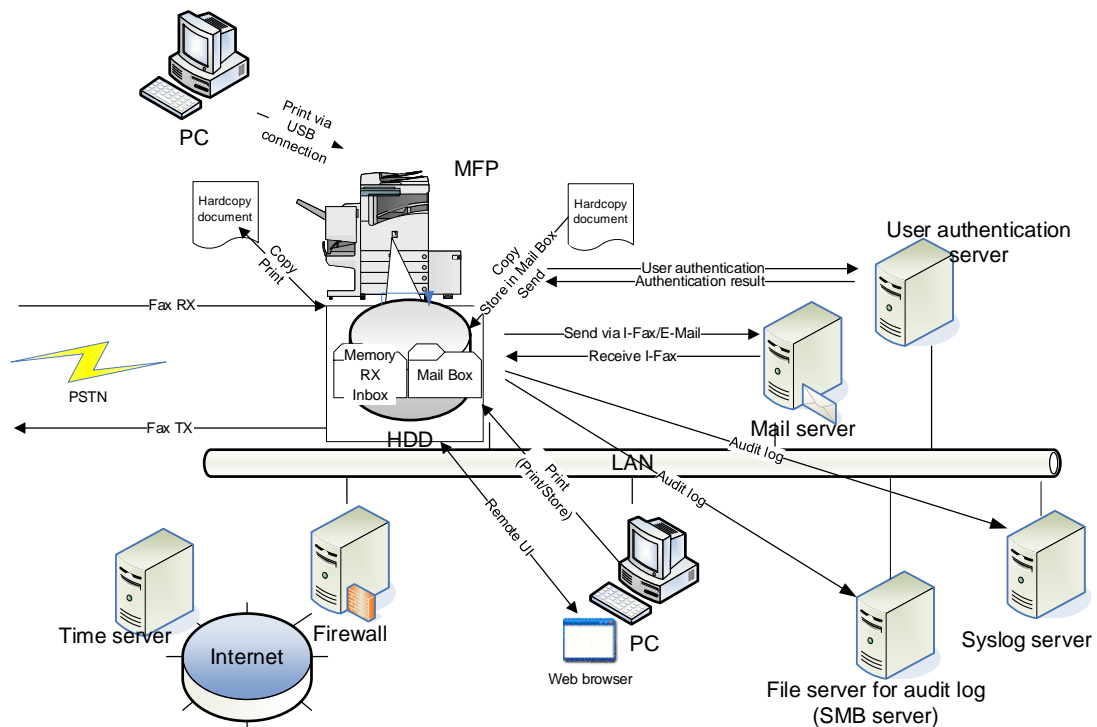 PC
Print via
USB
connection
MFP
Hardcopy
document
Hardcopy
document
Copy
Print
Copy
Store in Mail Box
Send
User authentication
server
User authentication
Authentication result
Fax RX
Send via I-Fax/E-Mail
Receive I-Fax
Memory
RX
Inbox
Mail Box
PSTN
Fax TX
HDD
Mail server
LAN
Audit log
Audit log
Print
(Print/Store)
Remote UI
Time server
Firewall
Internet
PC
Web browser
Syslog server
File server for audit log
(SMB server)